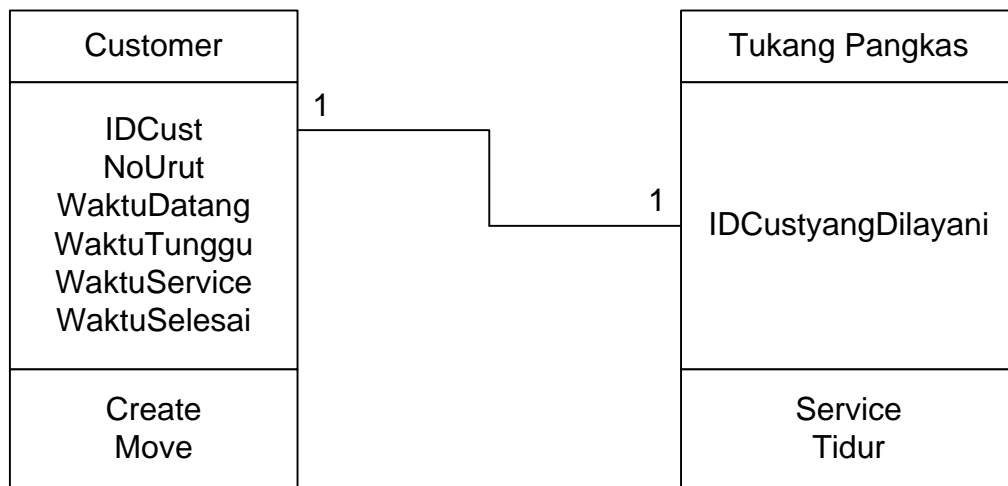 Customer
IDCust
NoUrut
WaktuDatang
WaktuTunggu
WaktuService
WaktuSelesai
Create
Move
1
1
Tukang Pangkas
IDCustyangDilayani
Service
Tidur